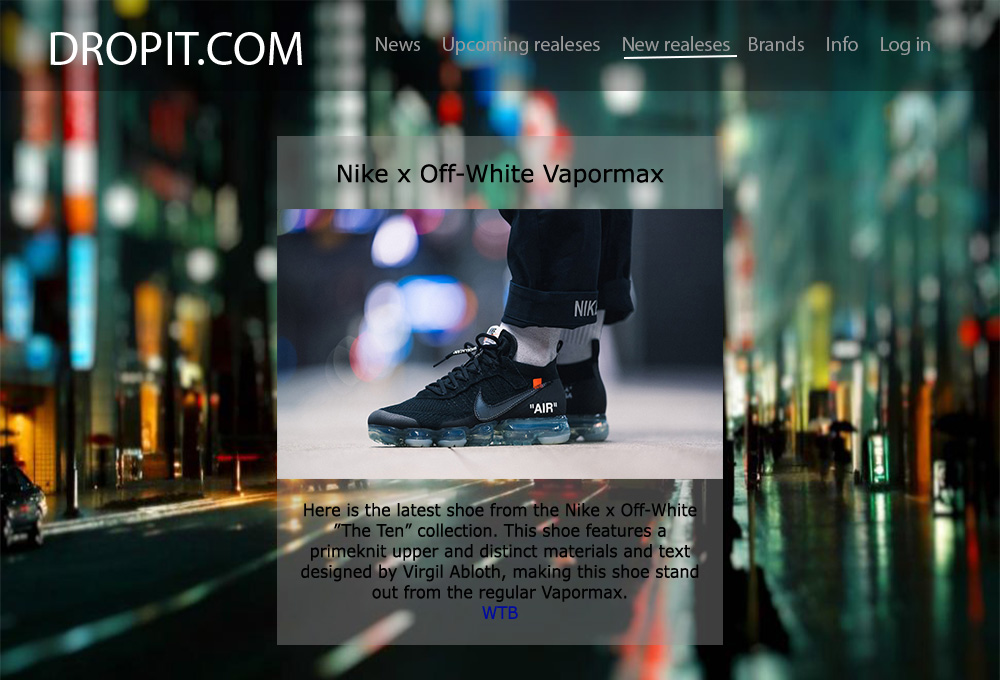 DROPIT.COM
News Upcoming realeses New realeses Brands Info Log in
Nike x Off-White Vapormax
NIK
"AIR"
Here is the latest shoe from the Nike x Off-White
”The Ten” collection. This shoe features a
primeknit upper and distinct materials and text
designed by Virgil Abloth, making this shoe stand
out from the regular Vapormax.
WTB